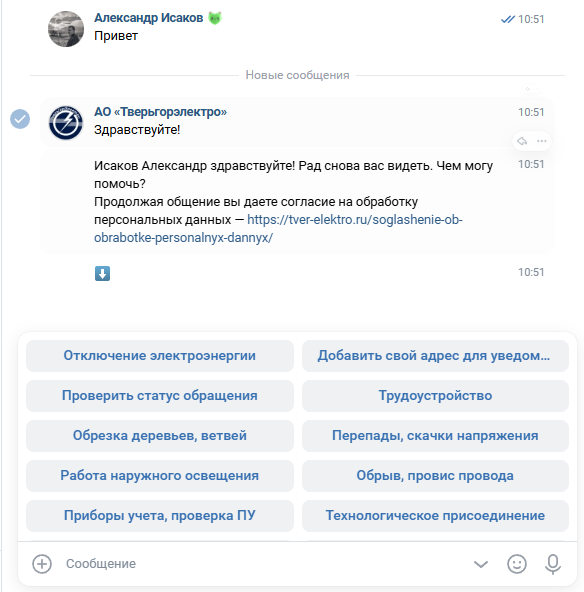 Александр Исаков 10:51
Привет
Новые сообщения
АО «Тверьгорэлектро» 10:51
Здравствуйте!
Исаков Александр здравствуйте! Рад снова вас видеть. Чем могу 10:51
помочь?
Продолжая общение вы даете согласие на обработку
персональных данных — https://tver-elektro.ru/soglashenie-ob-
obrabotke-personalnyx-dannyx/
10:51
Отключение электроэнергии
Добавить свой адрес для уведом...
Проверить статус обращения
Трудоустройство
Обрезка деревьев, ветвей
Перепады, скачки напряжения
Работа наружного освещения
Обрыв, провис провода
Приборы учета, проверка ПУ
Технологическое присоединение
Сообщение